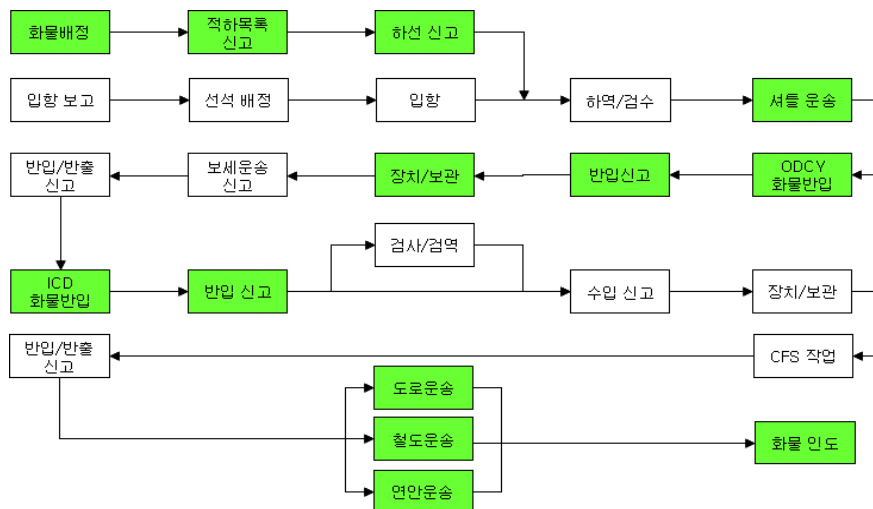 화물배정
적하목록
신고
하선 신고
입항 보고
선석 배정
입항
하역/검수
셔틀 운송
반입/반출
신고
보세운송
신고
장치/보관
반입신고
ODCY
화물반입
검사/검역
ICD
화물반입
반입 신고
수입 신고
장치/보관
반입/반출
신고
CFS 작업
도로운송
철도운송
화물 인도
연안운송